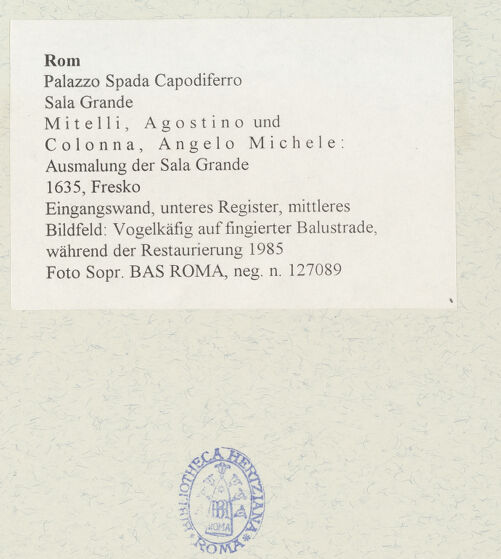 Rom
Palazzo Spada Capodiferro
Sala Grande
Mitelli, Agostino und
Colonna, Angelo Michele:
Ausmalung der Sala Grande
1635, Fresko
Eingangswand, unteres Register, mittleres
Bildfeld: Vogelkäfig auf fingierter Balustrade,
während der Restaurierung 1985
Foto Sopr. BAS ROMA, neg. n. 127089
BIBLIOTHECA HERTZIANA
ROMA
ROMA